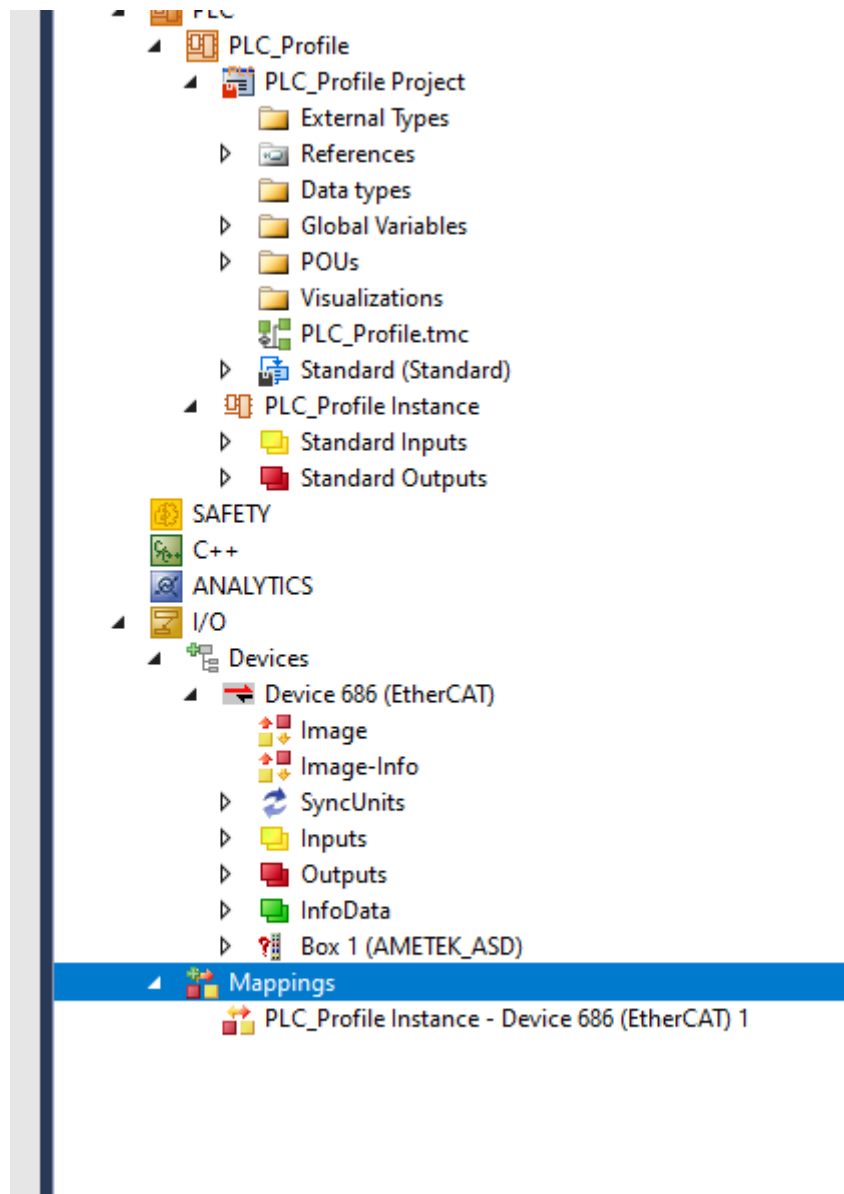 PLC
PLC_Profile
PLC_Profile Project
External Types
References
Data types
Global Variables
POUs
Visualizations
PLC_Profile.tmc
Standard (Standard)
PLC_Profile Instance
Standard Inputs
Standard Outputs
SAFETY
C++
ANALYTICS
I/O
Devices
Device 686 (EtherCAT)
Image
Image-Info
SyncUnits
Inputs
Outputs
InfoData
Box 1 (AMETEK_ASD)
Mappings
PLC_Profile Instance - Device 686 (EtherCAT) 1